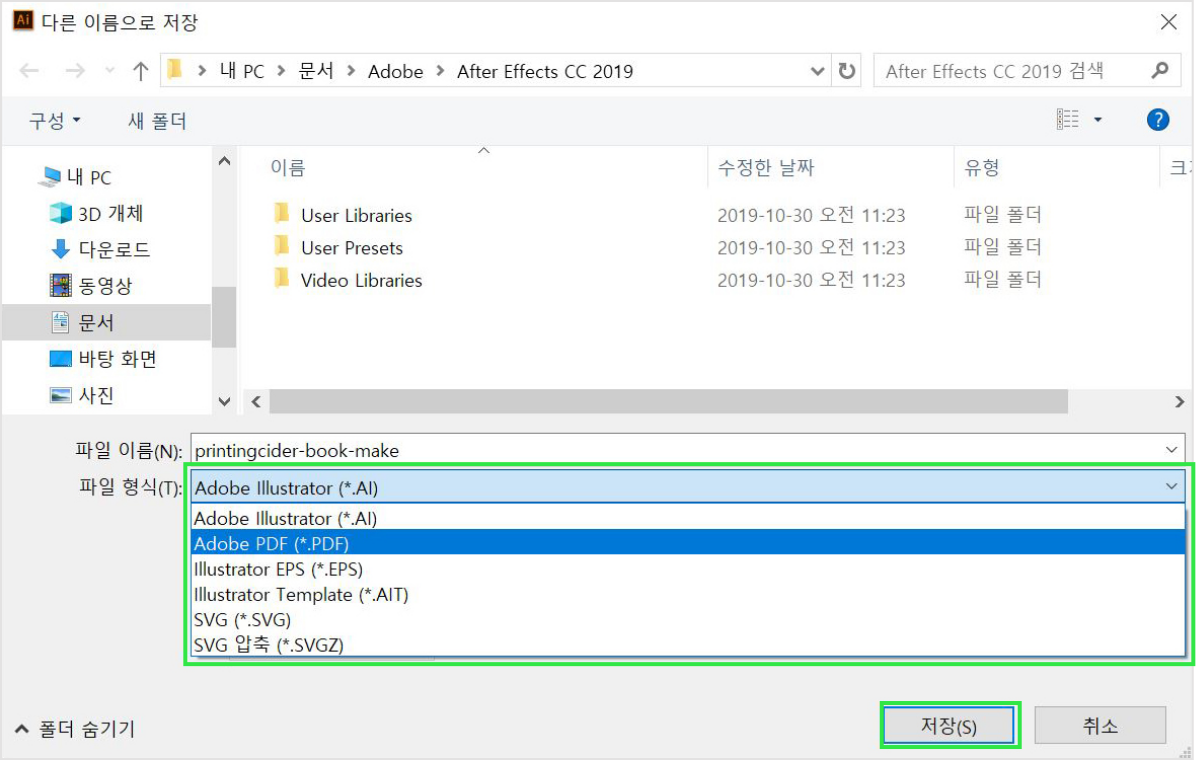 Ai 다른 이름으로 저장
내 PC > 문서 > Adobe > After Effects CC 2019
After Effects CC 2019 검색
구성
새 폴더
?
내 PC
3D 개체
다운로드
동영상
문서
바탕 화면
사진
이름
수정한 날짜
유형
User Libraries 2019-10-30 오전 11:23 파일 폴더
User Presets 2019-10-30 오전 11:23 파일 폴더
Video Libraries 2019-10-30 오전 11:23 파일 폴더
파일 이름(N): printingcider-book-make
파일 형식(T): Adobe Illustrator (*.AI)
Adobe Illustrator (*.AI)
Adobe PDF (*.PDF)
Illustrator EPS (*.EPS)
Illustrator Template (*.AIT)
SVG (*.SVG)
SVG 압축 (*.SVGZ)
폴더 숨기기
저장(S)
취소